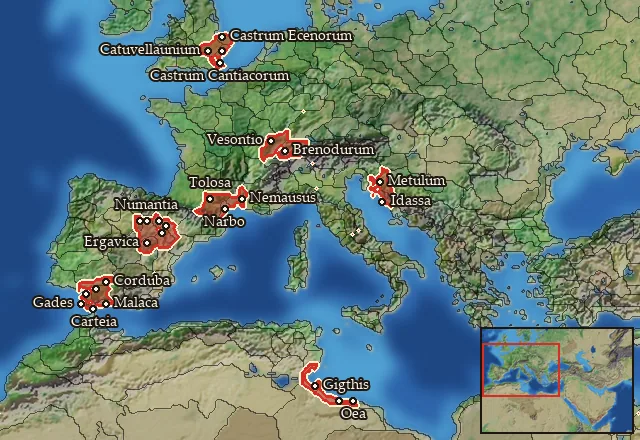 Castrum Ecenorum
Catuvellaunium
Castrum Cantiacorum
Vesontio
Brenodurum
Metulum
Idassa
Tolosa
Nemausus
Narbo
Numantia
Ergavica
Corduba
Gades
Malaca
Carteia
Gigthis
Oea